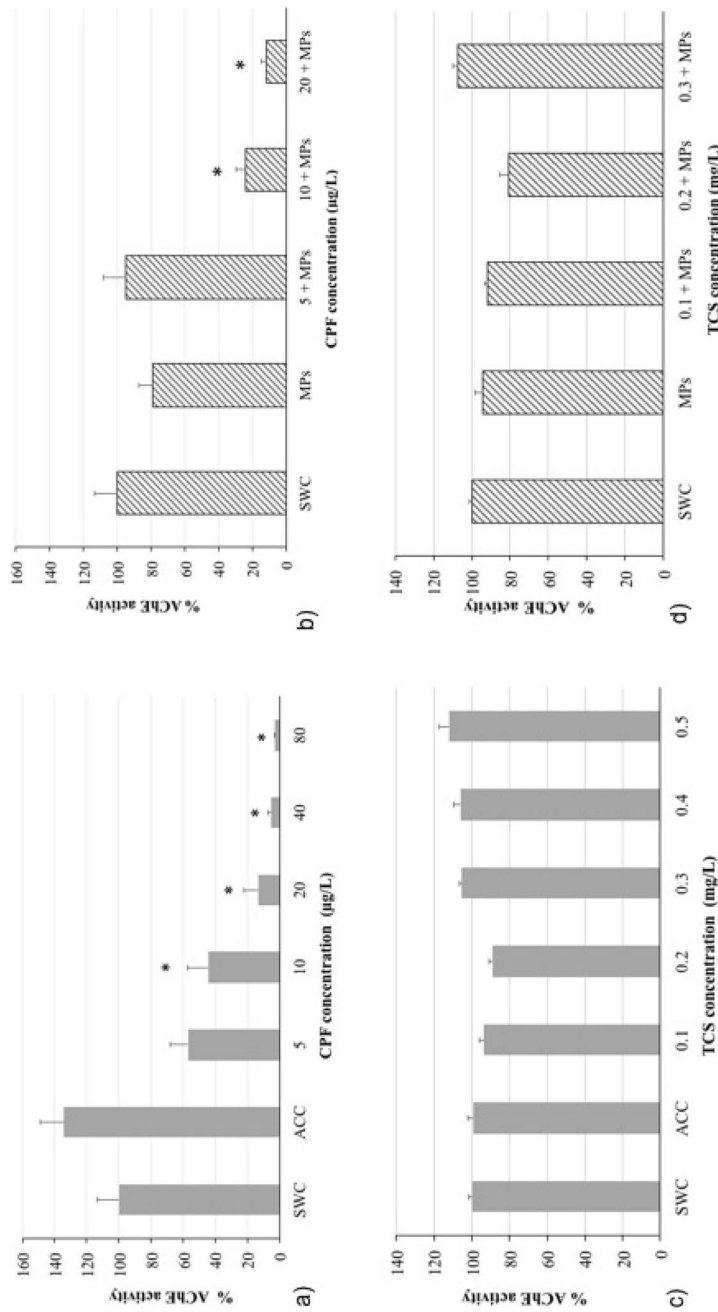 a)
% AChE activity
160
140
120
100
80
60
40
20
0
SWC ACC 5 10 20 40 80
* * * *
CPF concentration (µg/L)
b)
% AChE activity
160
140
120
100
80
60
40
20
0
SWC MPs 5 + MPs 10 + MPs 20 + MPs
* *
CPF concentration (µg/L)
c)
% AChE activity
140
120
100
80
60
40
20
0
SWC ACC 0.1 0.2 0.3 0.4 0.5
TCS concentration (mg/L)
d)
% AChE activity
140
120
100
80
60
40
20
0
SWC MPs 0.1 + MPs 0.2 + MPs 0.3 + MPs
TCS concentration (mg/L)